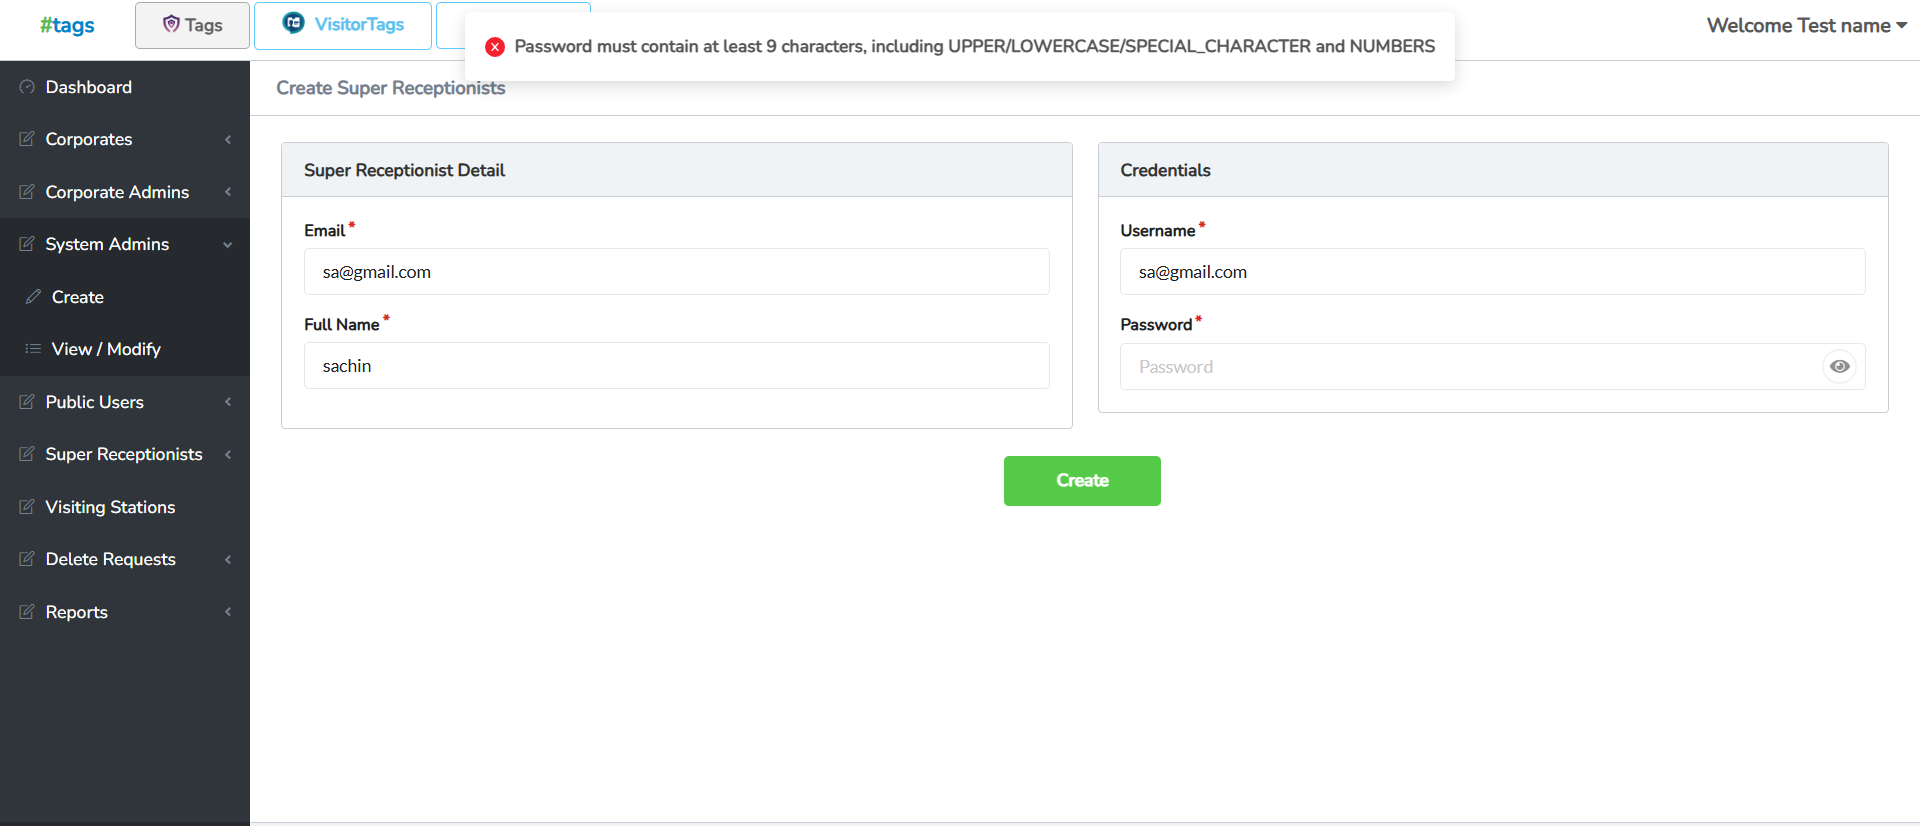 #tags
Tags
VisitorTags
Password must contain at least 9 characters, including UPPER/LOWERCASE/SPECIAL_CHARACTER and NUMBERS
Welcome Test name
Dashboard
Corporates
Corporate Admins
System Admins
Create
View / Modify
Public Users
Super Receptionists
Visiting Stations
Delete Requests
Reports
Create Super Receptionists
Super Receptionist Detail
Email *
sa@gmail.com
Full Name *
sachin
Credentials
Username *
sa@gmail.com
Password *
Password
Create